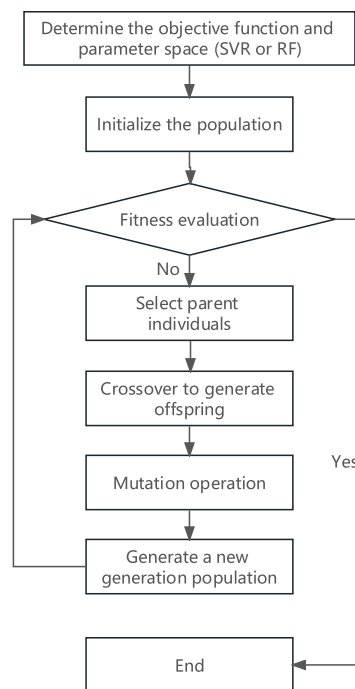 Determine the objective function and
parameter space (SVR or RF)
Initialize the population
Fitness evaluation
No
Select parent
individuals
Crossover to generate
offspring
Mutation operation
Yes
Generate a new
generation population
End